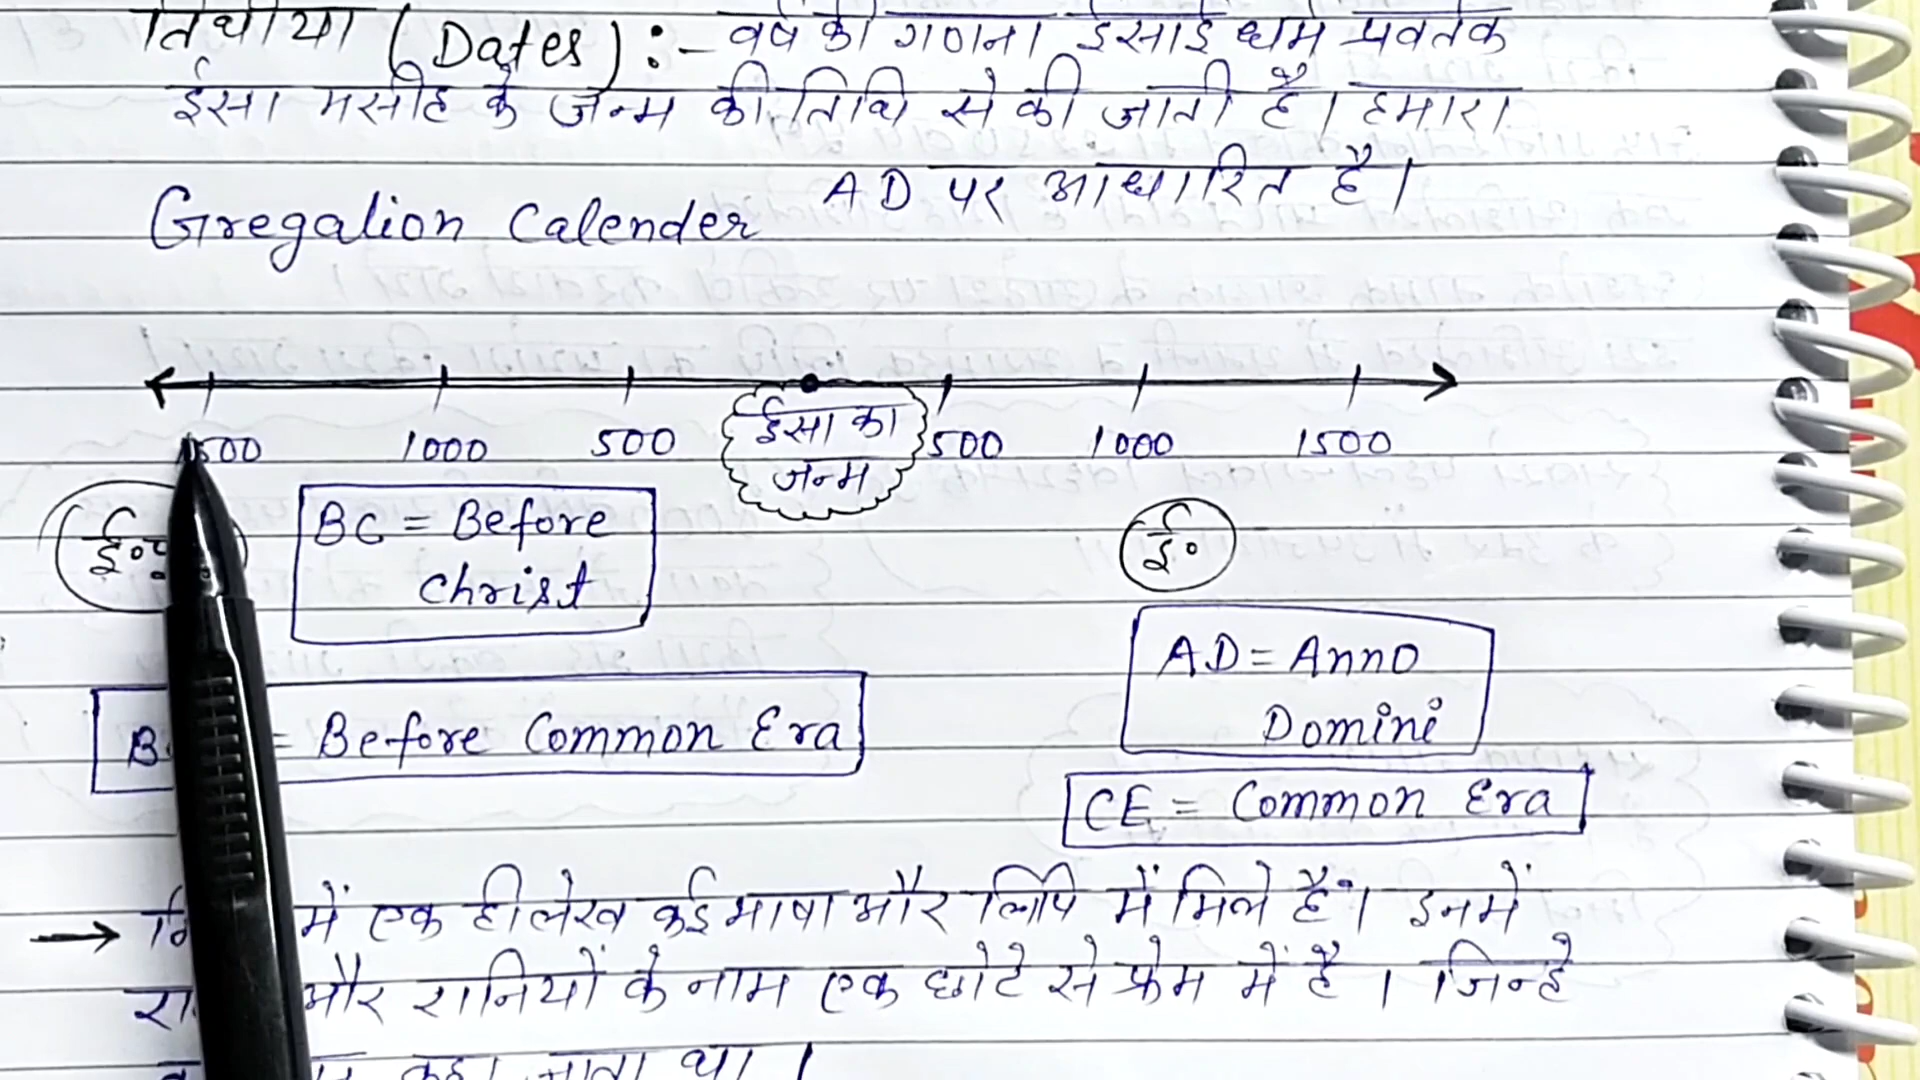 तिथीया (Dates) :- वर्ष की गणना ईसाई धर्म प्रवर्तक
ईसा मसीह के जन्म की तिथि से की जाती है। हमारा
Gregalion Calender AD पर आधारित है।
1500 1000 500 ईसा का जन्म 500 1000 1500
ई॰पू॰ ई॰
BC = Before
Christ
AD = Anno
Domini
= Before Common Era
CE = Common Era
→ में एक ही लेख कई भाषा और लिपि में मिले हैं। इनमें
और रानियों के नाम एक छोटे से फ्रेम में है। जिन्हे
कहा जाता था।